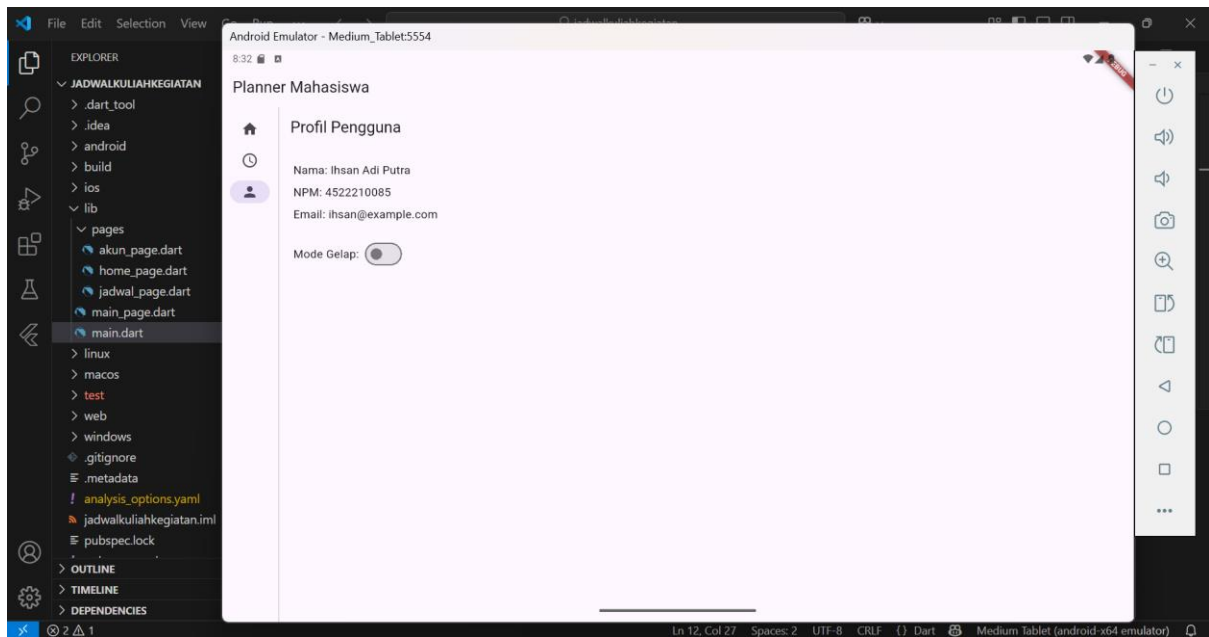 File Edit Selection View
EXPLORER
JADWALKULIAHKEGIATAN
.dart_tool
.idea
android
build
ios
lib
pages
akun_page.dart
home_page.dart
jadwal_page.dart
main_page.dart
main.dart
linux
macos
test
web
windows
.gitignore
.metadata
analysis_options.yaml
jadwalkuliahkegiatan.iml
pubspec.lock
OUTLINE
TIMELINE
DEPENDENCIES
Android Emulator - Medium_Tablet:5554
8:32
DEBUG
Planner Mahasiswa
Profil Pengguna
Nama: Ihsan Adi Putra
NPM: 4522210085
Email: ihsan@example.com
Mode Gelap:
2 1 Ln 12, Col 27 Spaces: 2 UTF-8 CRLF {} Dart Medium Tablet (android-x64 emulator)